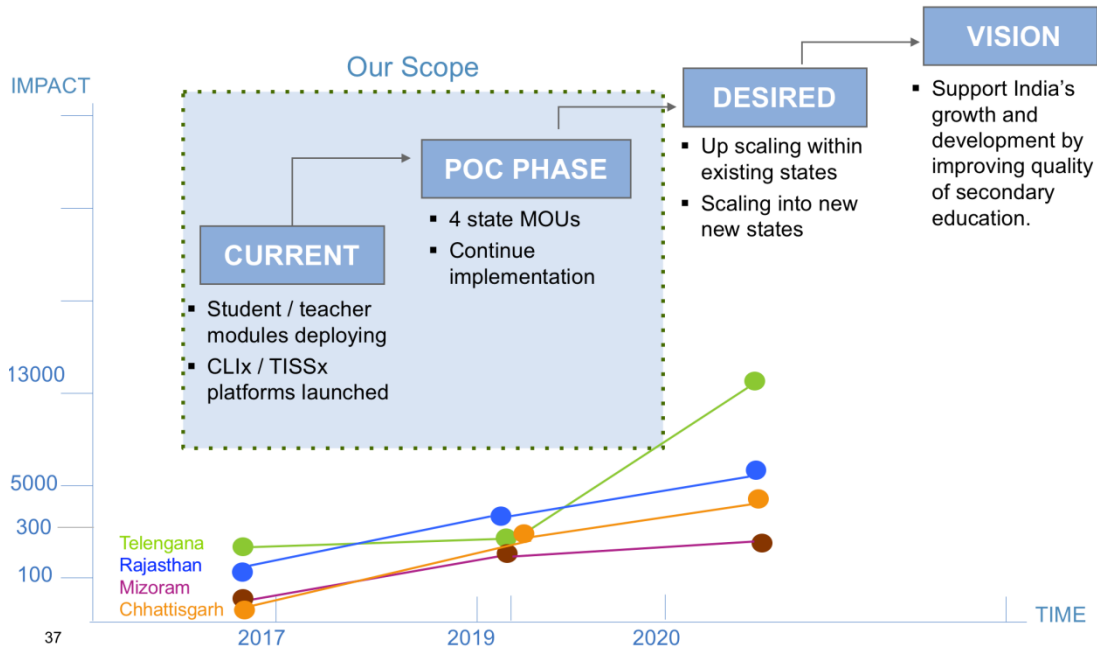 VISION
Our Scope
IMPACT
DESIRED
▪ Support India's
growth and
development by
improving quality
of secondary
education.
▪ Up scaling within
existing states
▪ Scaling into new
new states
POC PHASE
▪ 4 state MOUs
▪ Continue
implementation
CURRENT
▪ Student / teacher
modules deploying
▪ CLIx / TISSx
platforms launched
13000
5000
300
100
Telengana
Rajasthan
Mizoram
Chhattisgarh
37
2017
2019
2020
TIME